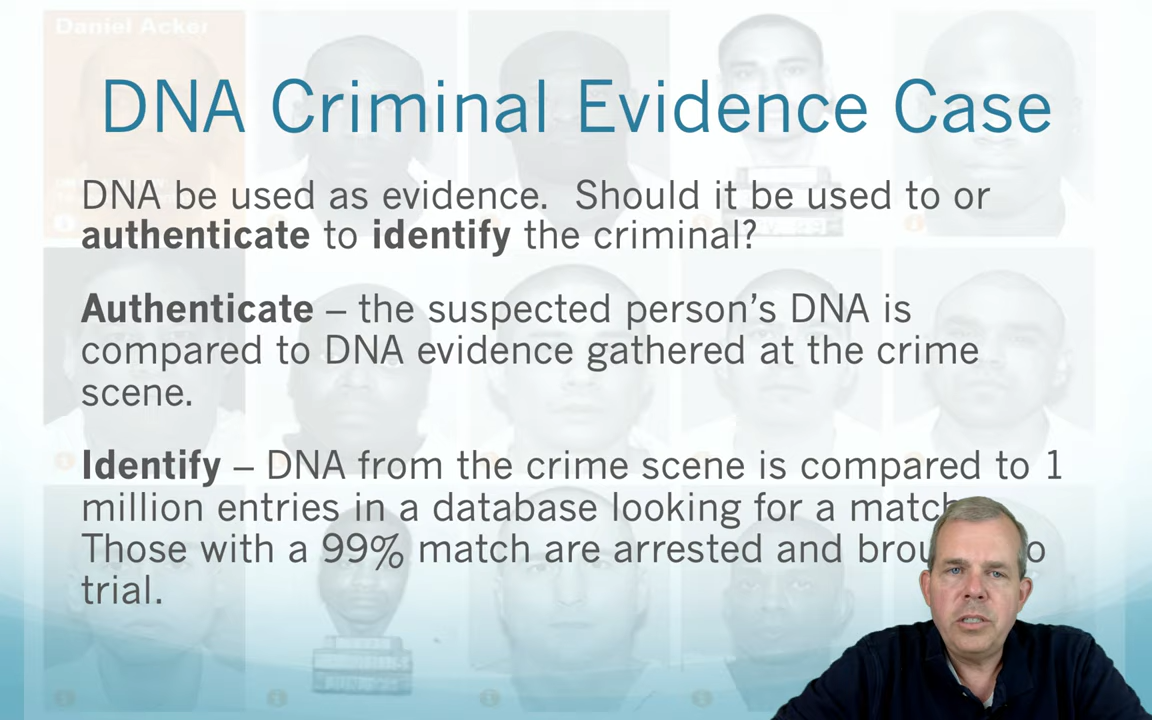 Daniel Acker
DNA Criminal Evidence Case
DNA be used as evidence. Should it be used to or
authenticate to identify the criminal?
Authenticate – the suspected person's DNA is
compared to DNA evidence gathered at the crime
scene.
Identify – DNA from the crime scene is compared to 1
million entries in a database looking for a match
Those with a 99% match are arrested and brou o
trial.